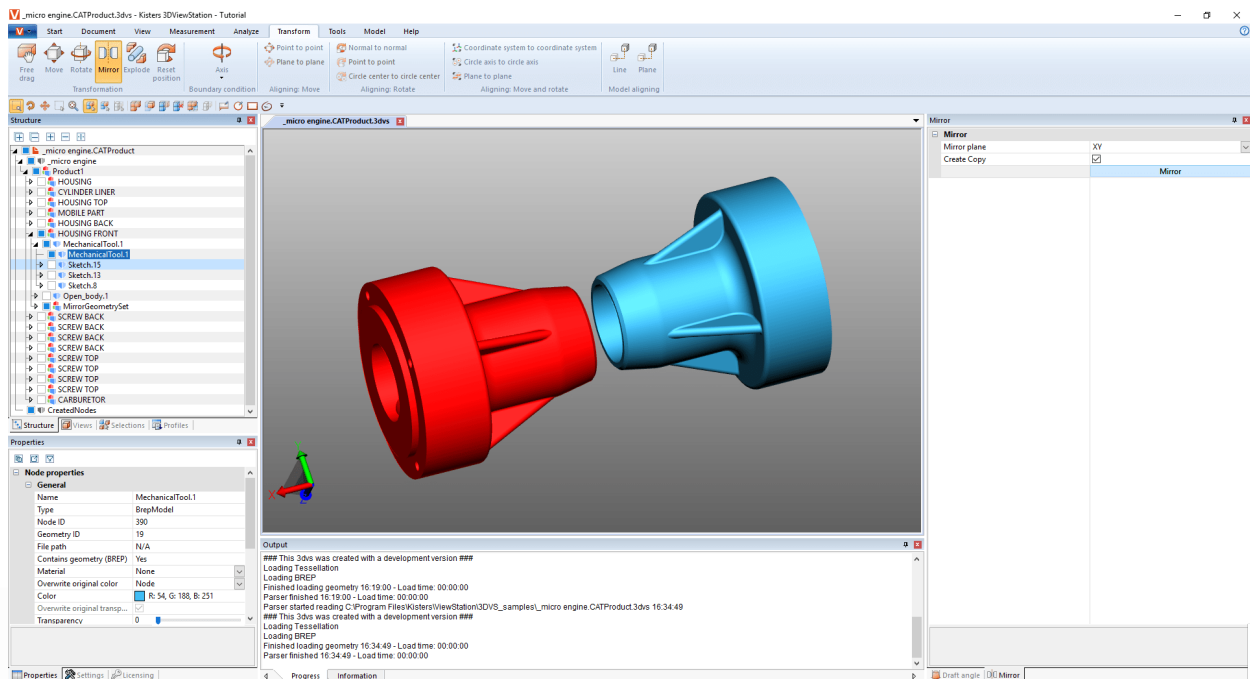 _micro engine.CATProduct.3dvs - Kisters 3DViewStation - Tutorial
Start Document View Measurement Analyze Transform Tools Model Help
Free drag
Move
Rotate
Mirror
Explode
Reset position
Transformation
Axis
Boundary condition
Point to point
Plane to plane
Aligning: Move
Normal to normal
Point to point
Circle center to circle center
Aligning: Rotate
Coordinate system to coordinate system
Circle axis to circle axis
Plane to plane
Aligning: Move and rotate
Line
Plane
Model aligning
Structure
_micro engine.CATProduct
_micro engine
Product1
HOUSING
CYLINDER LINER
HOUSING TOP
MOBILE PART
HOUSING BACK
HOUSING FRONT
MechanicalTool.1
MechanicalTool.1
Sketch.15
Sketch.13
Sketch.8
Open_body.1
MirrorGeometrySet
SCREW BACK
SCREW BACK
SCREW BACK
SCREW BACK
SCREW TOP
SCREW TOP
SCREW TOP
SCREW TOP
CARBURETOR
CreatedNodes
Structure Views Selections Profiles
Properties
Node properties
General
Name MechanicalTool.1
Type BrepModel
Node ID 390
Geometry ID 19
File path N/A
Contains geometry (BREP) Yes
Material None
Overwrite original color Node
Color R: 54, G: 188, B: 251
Overwrite original transp...
Transparency 0
Properties Settings Licensing
_micro engine.CATProduct.3dvs
X
Y
Z
Output
### This 3dvs was created with a development version ###
Loading Tessellation
Loading BREP
Finished loading geometry 16:19:00 - Load time: 00:00:00
Parser finished 16:19:00 - Load time: 00:00:00
Parser started reading C:\Program Files\Kisters\ViewStation\3DVS_samples\_micro engine.CATProduct.3dvs 16:34:49
### This 3dvs was created with a development version ###
Loading Tessellation
Loading BREP
Finished loading geometry 16:34:49 - Load time: 00:00:00
Parser finished 16:34:49 - Load time: 00:00:00
Progress Information
Mirror
Mirror
Mirror plane XY
Create Copy
Mirror
Draft angle Mirror